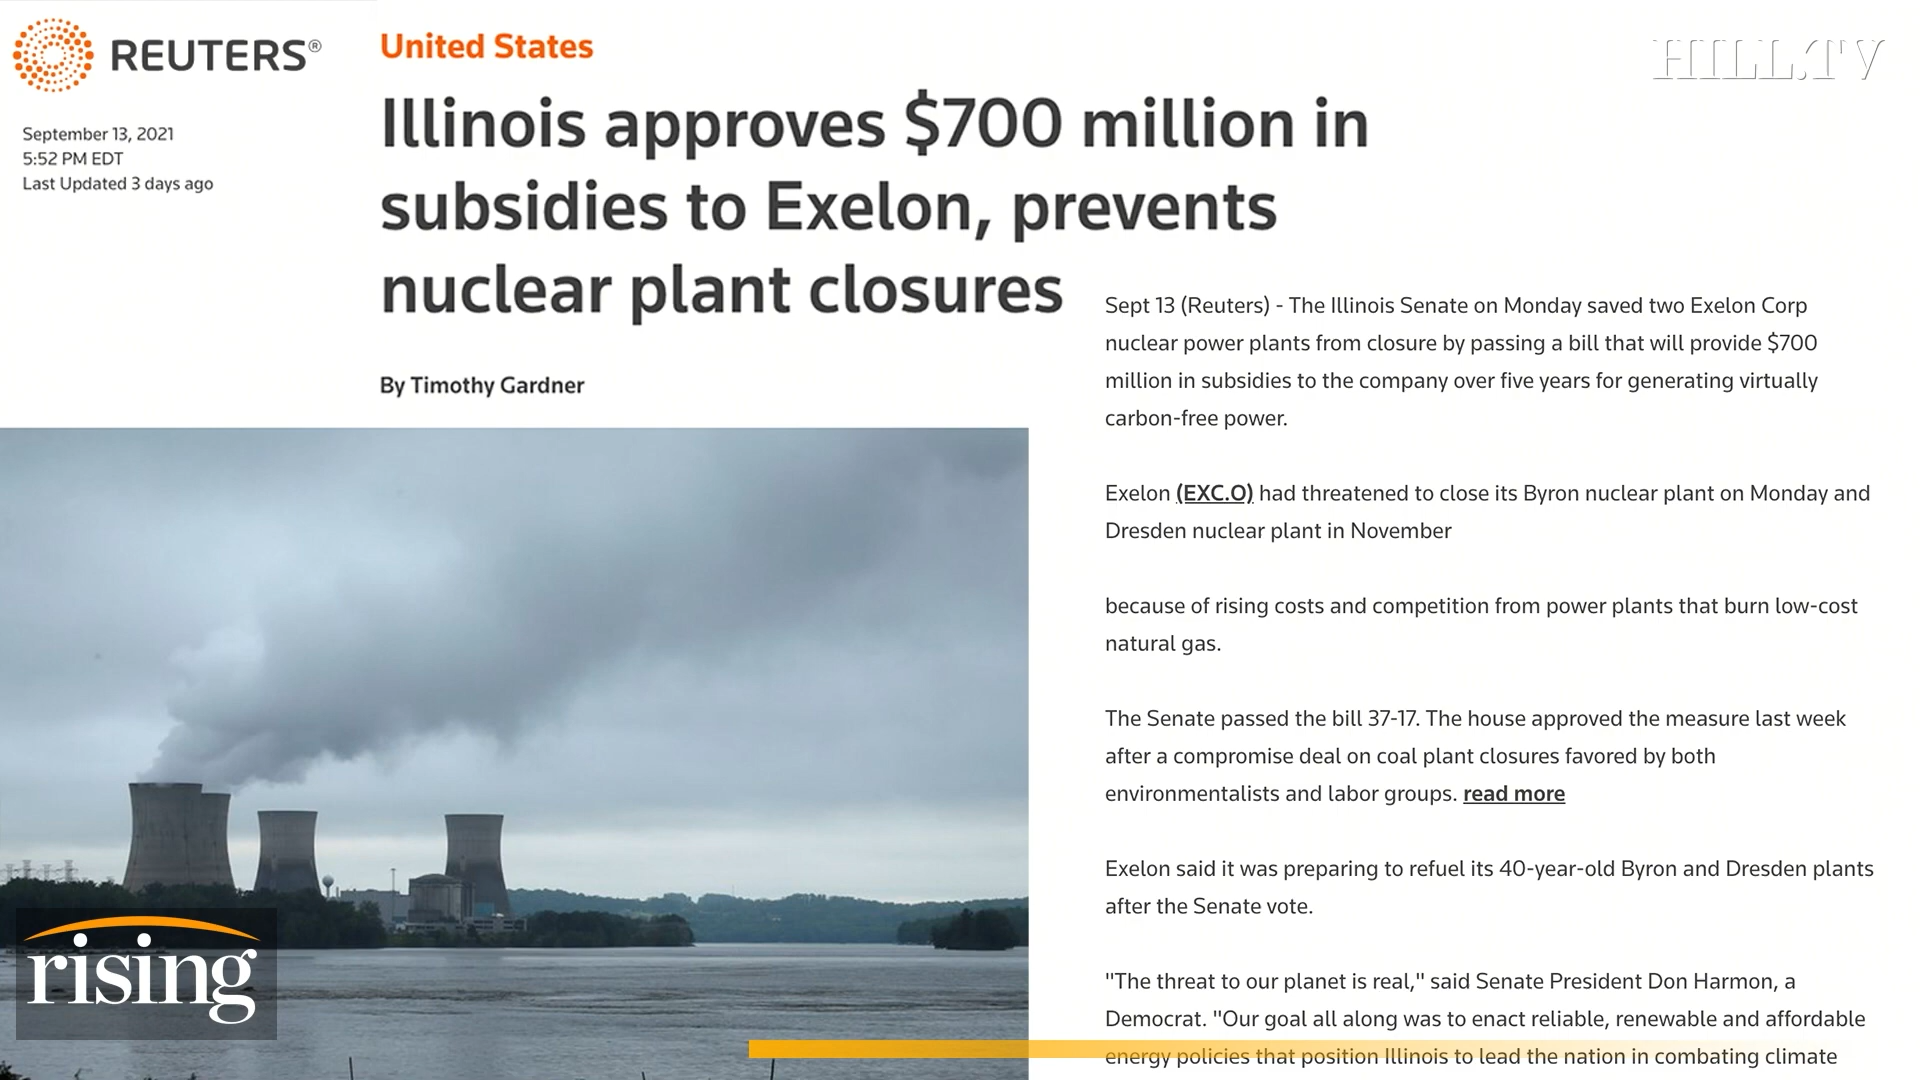 REUTERS®
September 13, 2021
5:52 PM EDT
Last Updated 3 days ago
United States
Illinois approves $700 million in
subsidies to Exelon, prevents
nuclear plant closures
By Timothy Gardner
HILL.TV
Sept 13 (Reuters) - The Illinois Senate on Monday saved two Exelon Corp
nuclear power plants from closure by passing a bill that will provide $700
million in subsidies to the company over five years for generating virtually
carbon-free power.
Exelon (EXC.O) had threatened to close its Byron nuclear plant on Monday and
Dresden nuclear plant in November
because of rising costs and competition from power plants that burn low-cost
natural gas.
The Senate passed the bill 37-17. The house approved the measure last week
after a compromise deal on coal plant closures favored by both
environmentalists and labor groups. read more
Exelon said it was preparing to refuel its 40-year-old Byron and Dresden plants
after the Senate vote.
"The threat to our planet is real," said Senate President Don Harmon, a
Democrat. "Our goal all along was to enact reliable, renewable and affordable
energy policies that position Illinois to lead the nation in combating climate
rising